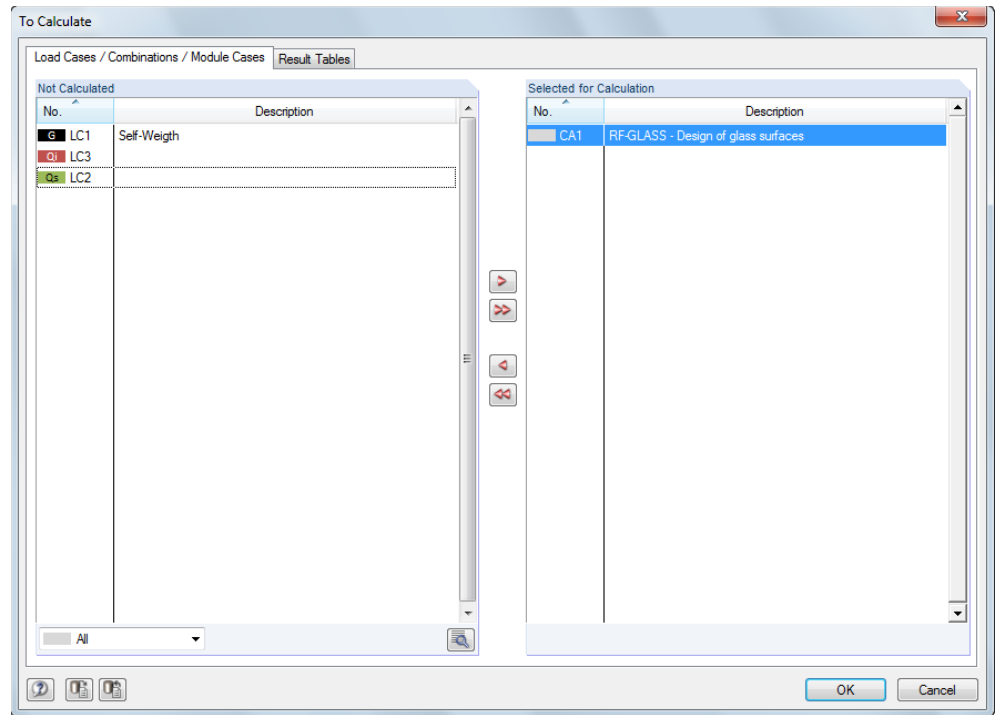 To Calculate
Load Cases / Combinations / Module Cases Result Tables
Not Calculated Selected for Calculation
No. Description No. Description
G LC1 Self-Weigth CA1 RF-GLASS - Design of glass surfaces
Qi LC3
Qs LC2
> 
>>
<
<<
All
OK Cancel